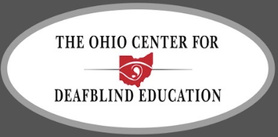 THE OHIO CENTER FOR
DEAFBLIND EDUCATION